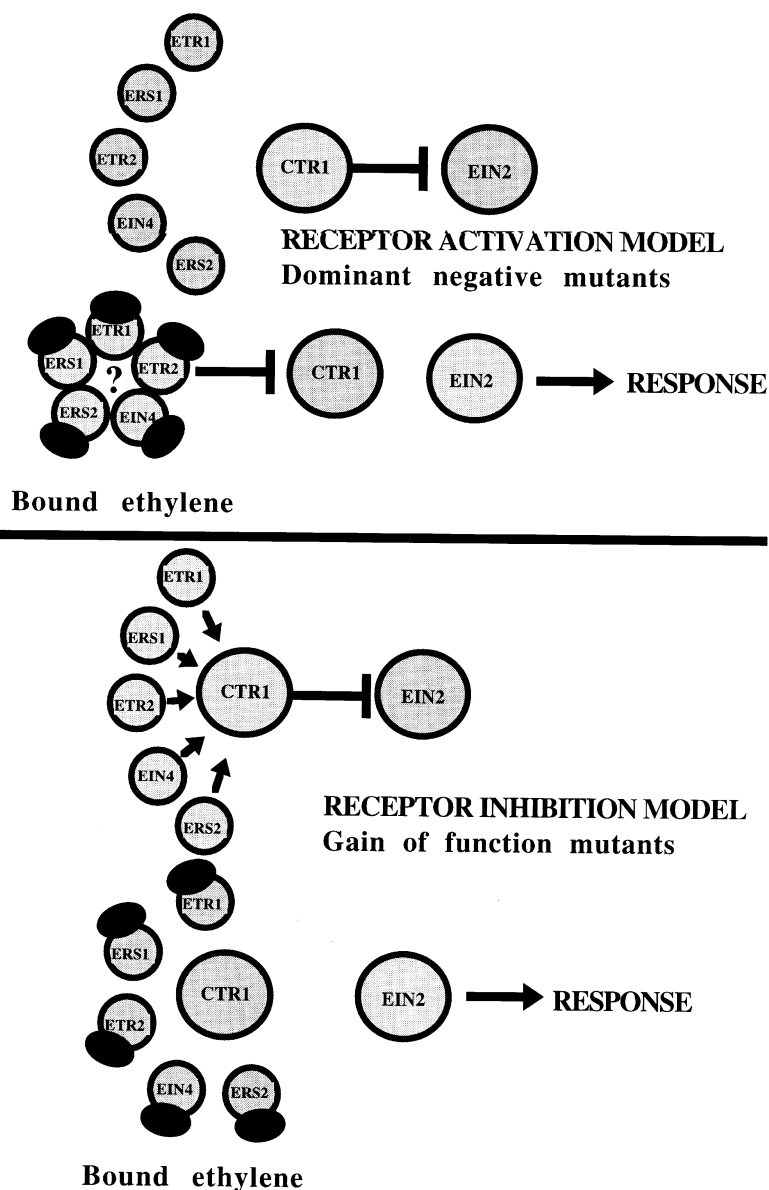 ETR1
ERS1
ETR2
EIN4
ERS2
CTR1
EIN2
RECEPTOR ACTIVATION MODEL
Dominant negative mutants
ETR1
ERS1
ETR2
?
ERS2
EIN4
CTR1
EIN2
RESPONSE
Bound ethylene
ETR1
ERS1
ETR2
EIN4
ERS2
CTR1
EIN2
RECEPTOR INHIBITION MODEL
Gain of function mutants
ETR1
ERS1
ETR2
EIN4
ERS2
CTR1
EIN2
RESPONSE
Bound ethylene